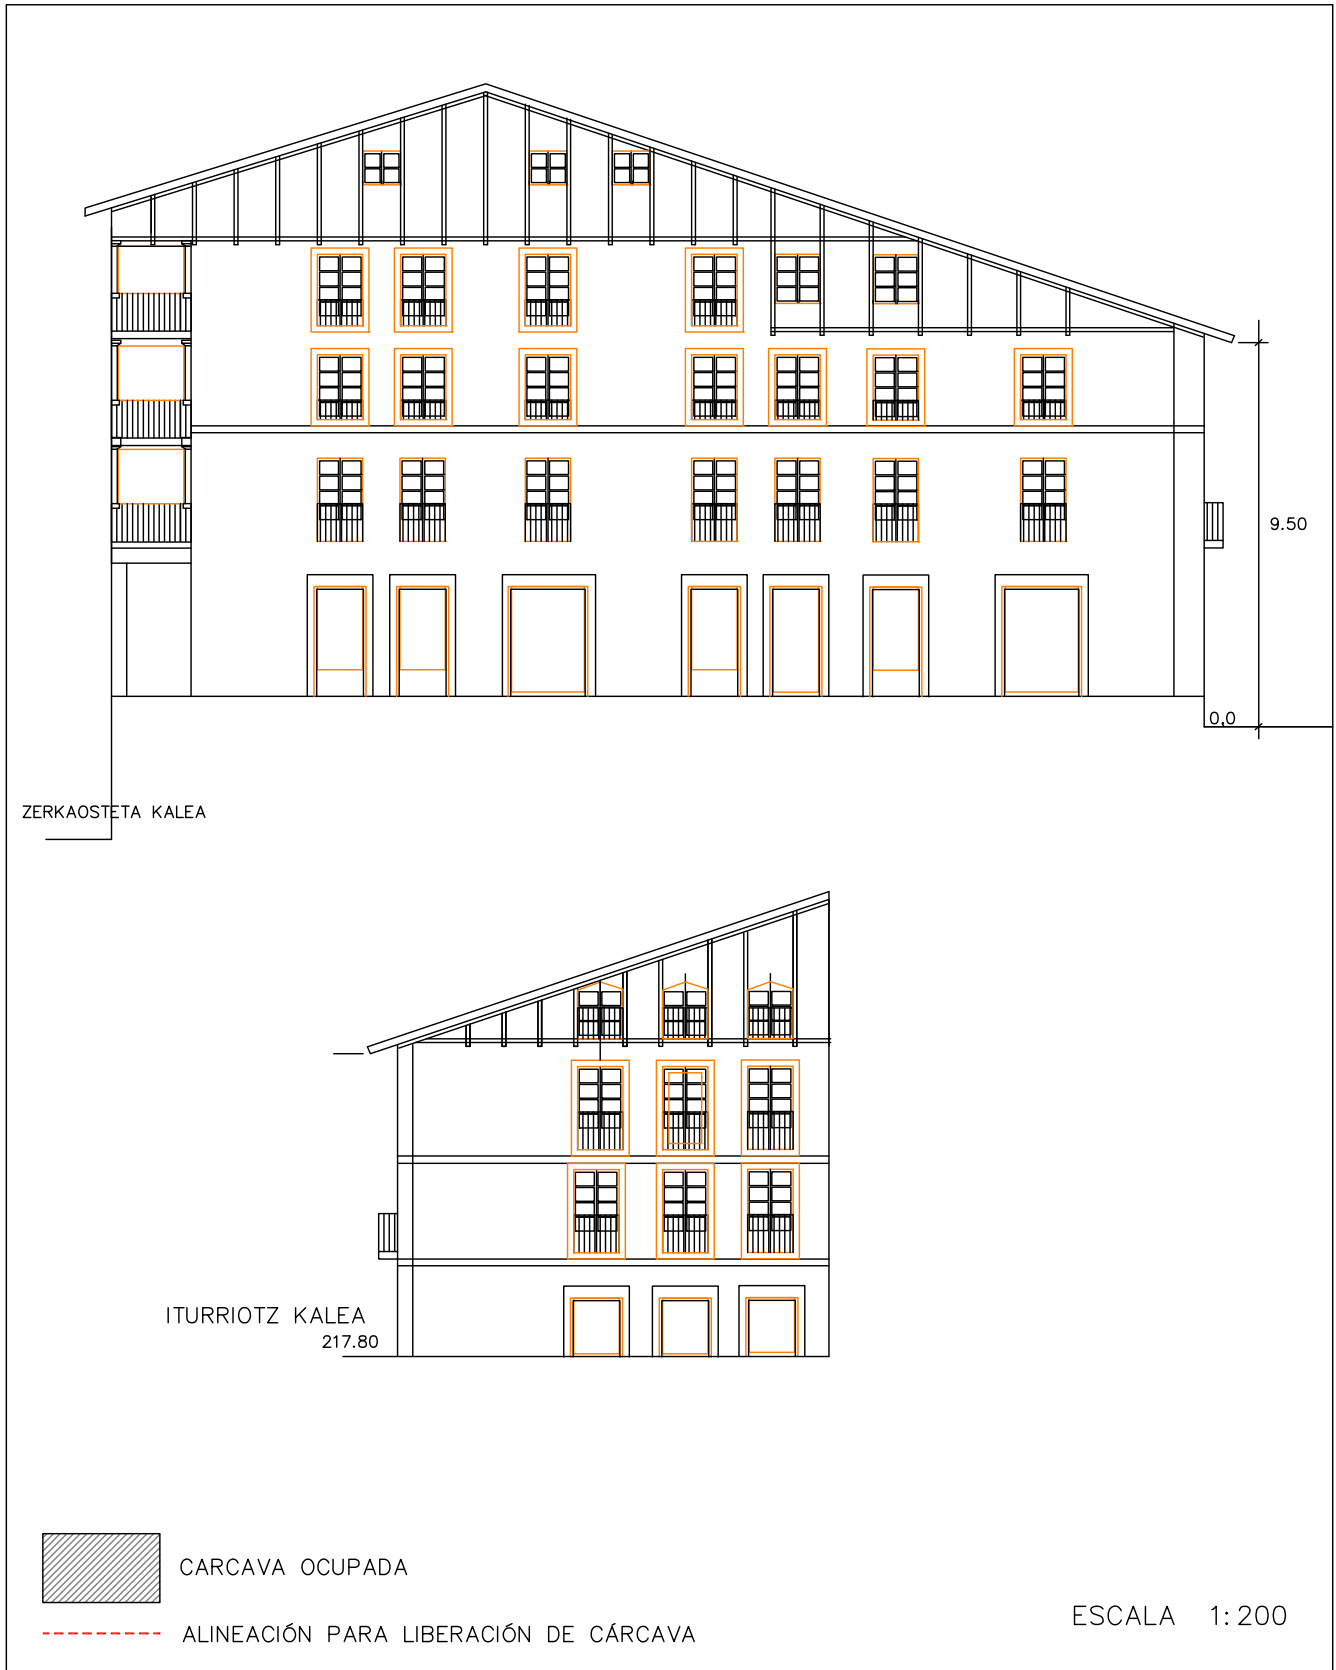 9.50
0,0
ZERKAOSTETA KALEA
ITURRIOTZ KALEA
217.80
CARCAVA OCUPADA
ALINEACIÓN PARA LIBERACIÓN DE CÁRCAVA
ESCALA 1:200